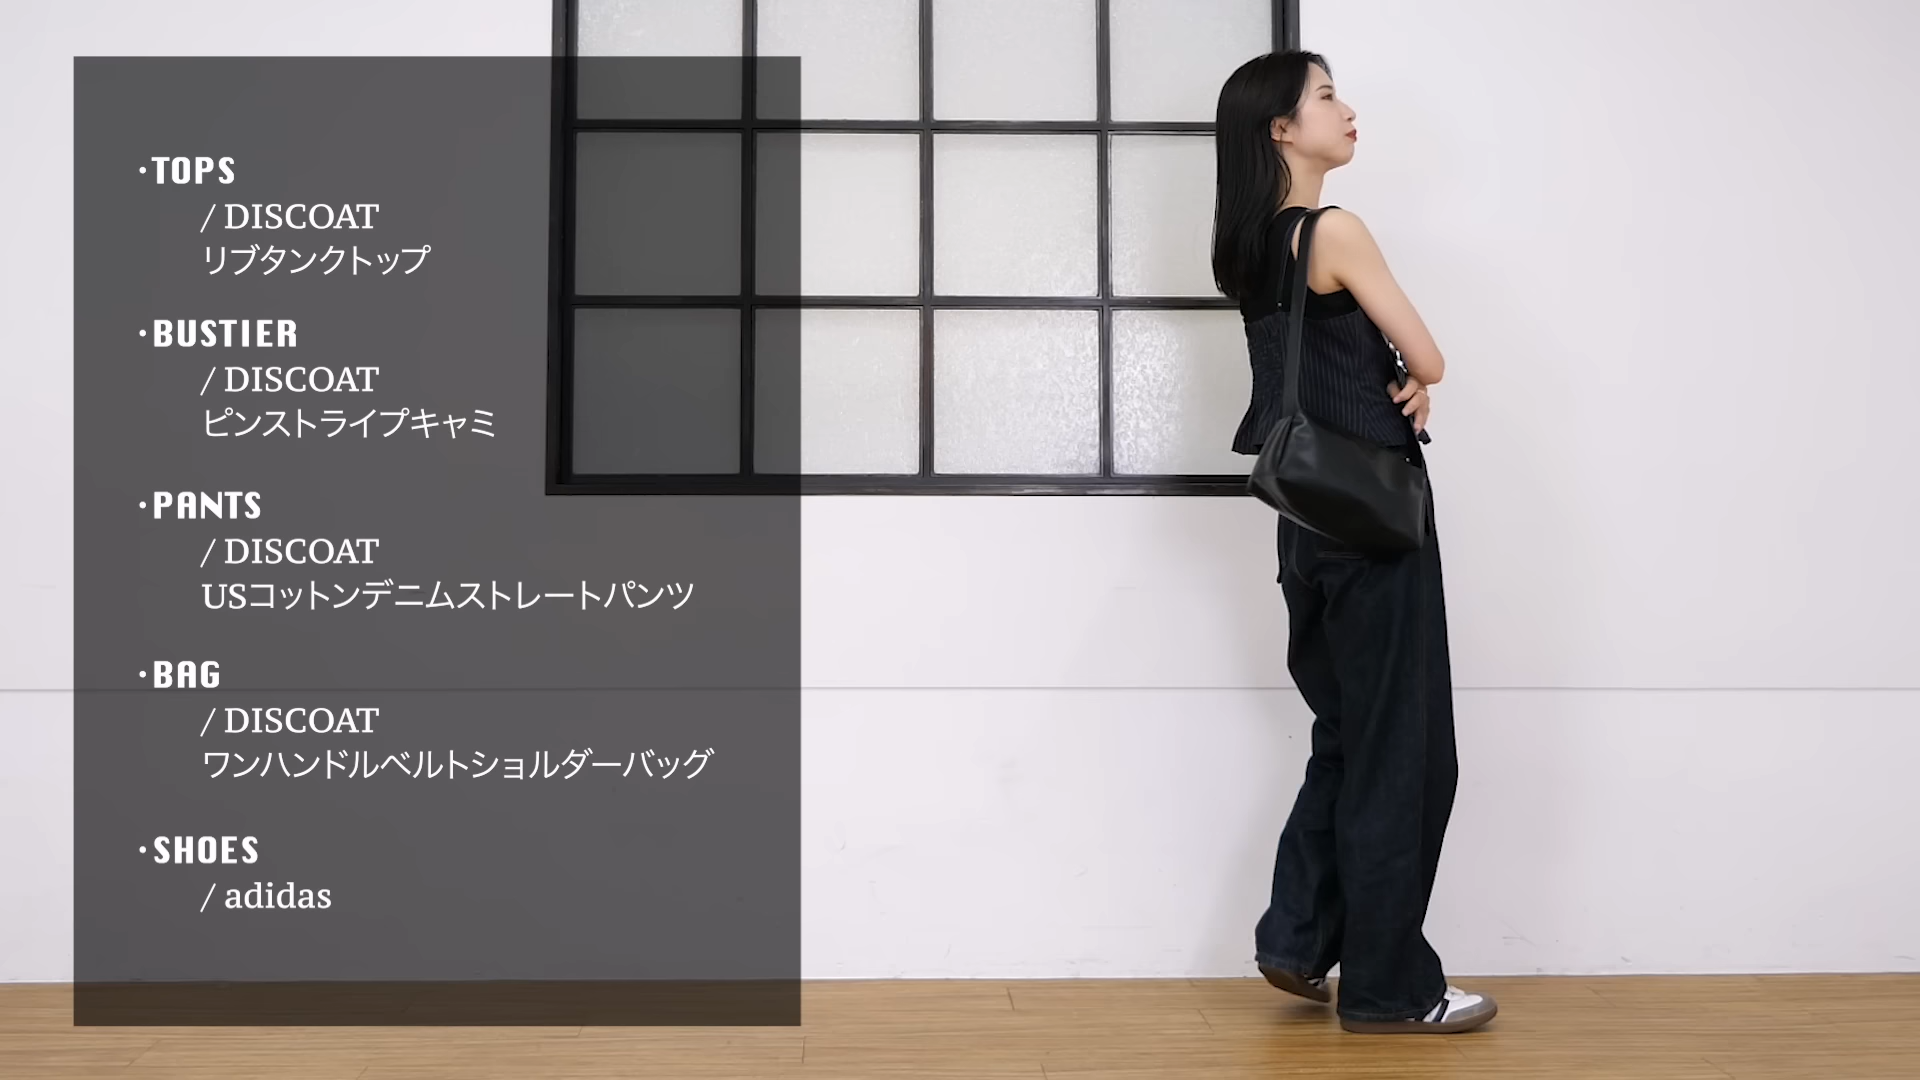 ・TOPS
/ DISCOAT
リブタンクトップ
・BUSTIER
/ DISCOAT
ピンストライプキャミ
・PANTS
/ DISCOAT
USコットンデニムストレートパンツ
・BAG
/ DISCOAT
ワンハンドルベルトショルダーバッグ
・SHOES
/ adidas